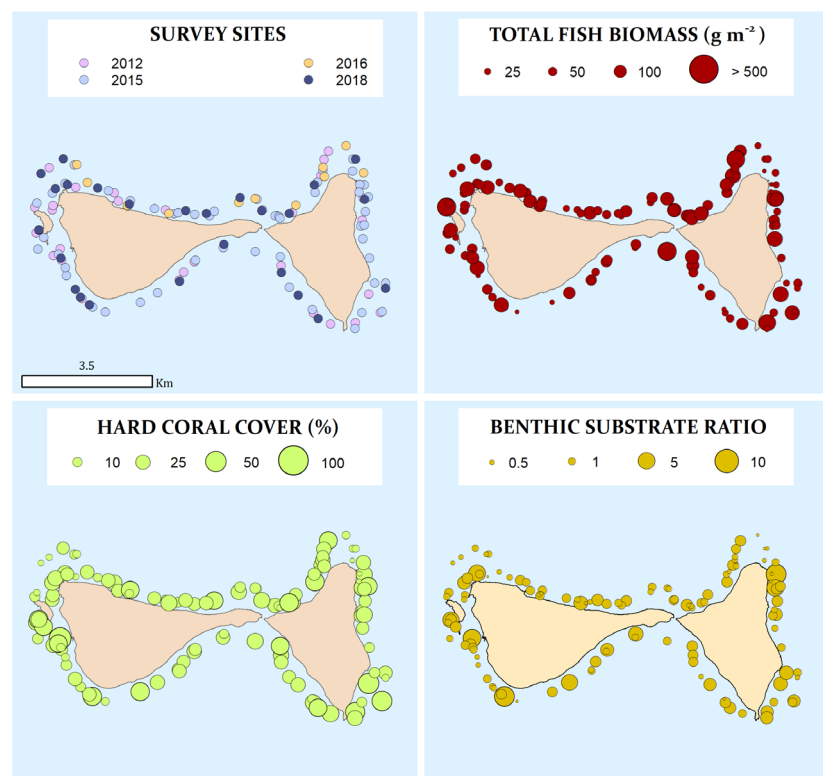 SURVEY SITES
2012 2016
2015 2018
3.5
Km
TOTAL FISH BIOMASS (g m⁻²)
25 50 100 > 500
HARD CORAL COVER (%)
10 25 50 100
BENTHIC SUBSTRATE RATIO
0.5 1 5 10